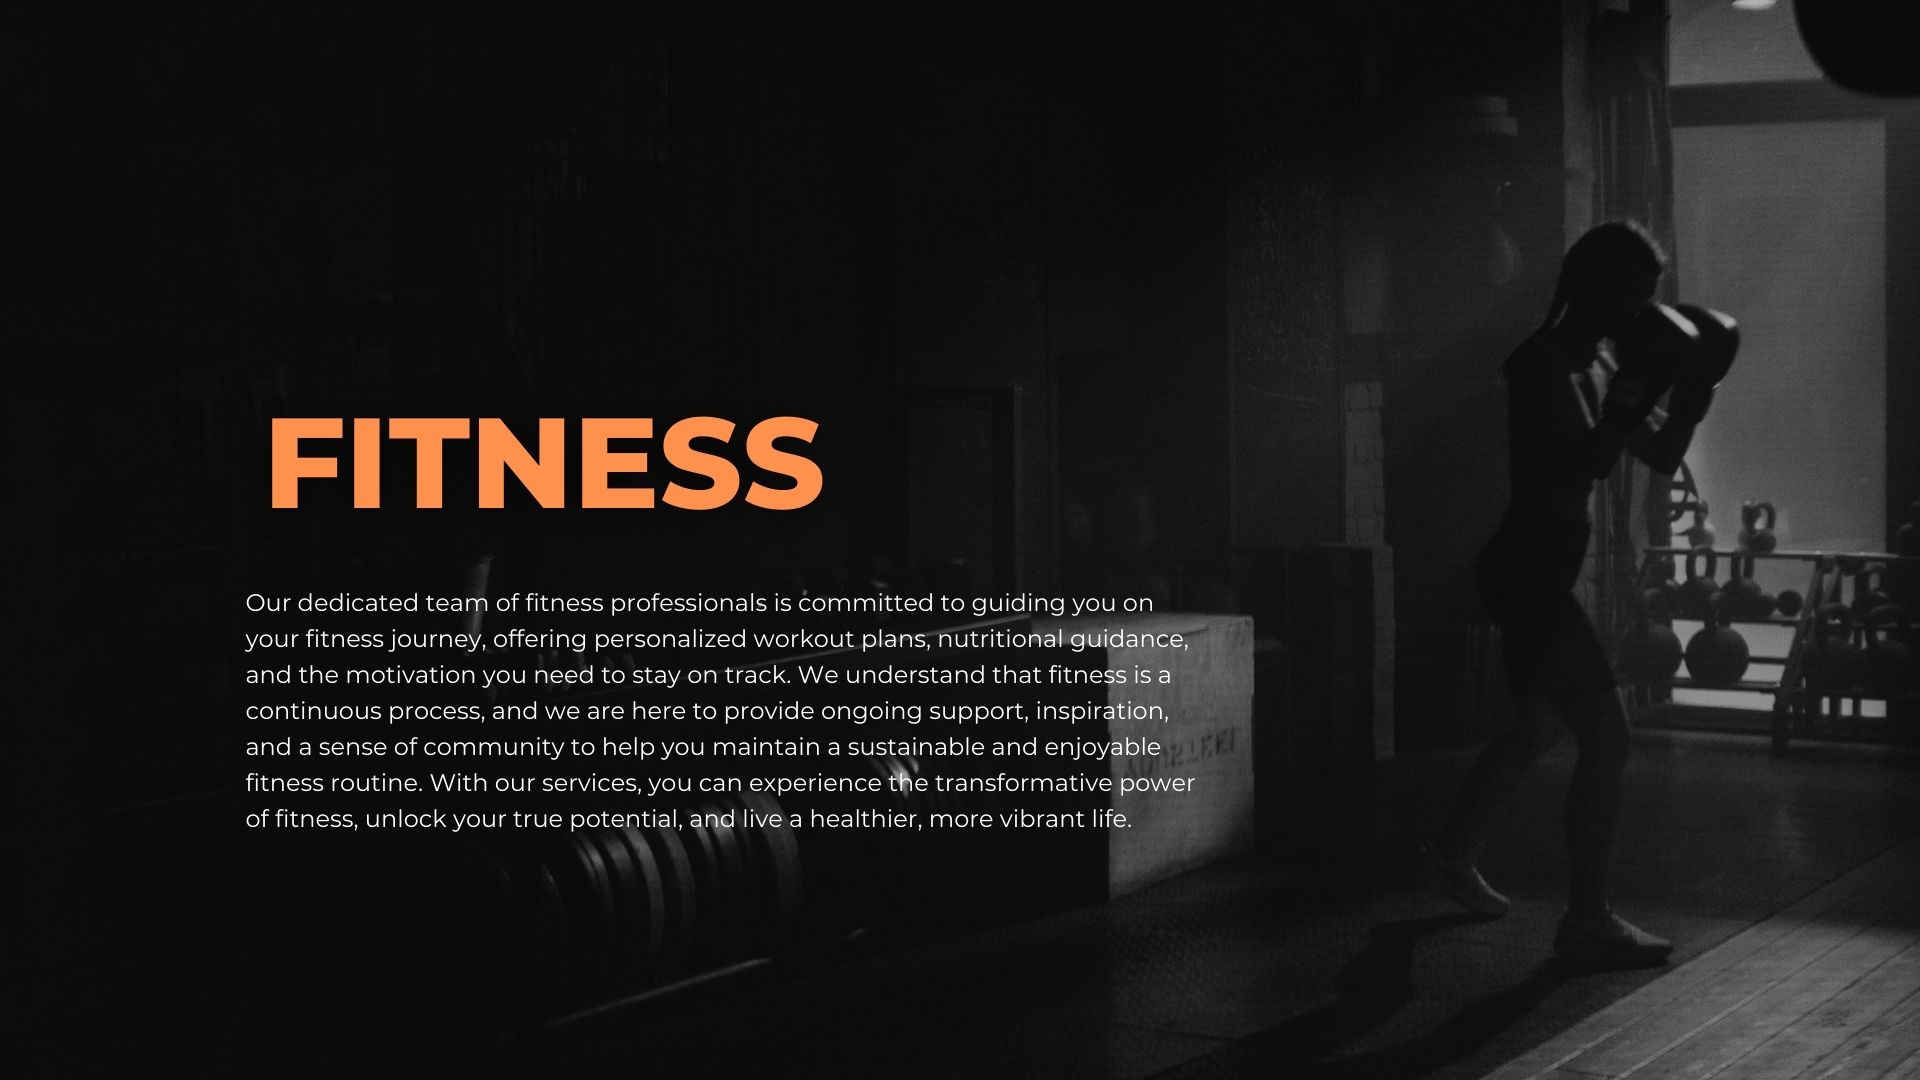 FITNESS
Our dedicated team of fitness professionals is committed to guiding you on
your fitness journey, offering personalized workout plans, nutritional guidance,
and the motivation you need to stay on track. We understand that fitness is a
continuous process, and we are here to provide ongoing support, inspiration,
and a sense of community to help you maintain a sustainable and enjoyable
fitness routine. With our services, you can experience the transformative power
of fitness, unlock your true potential, and live a healthier, more vibrant life.